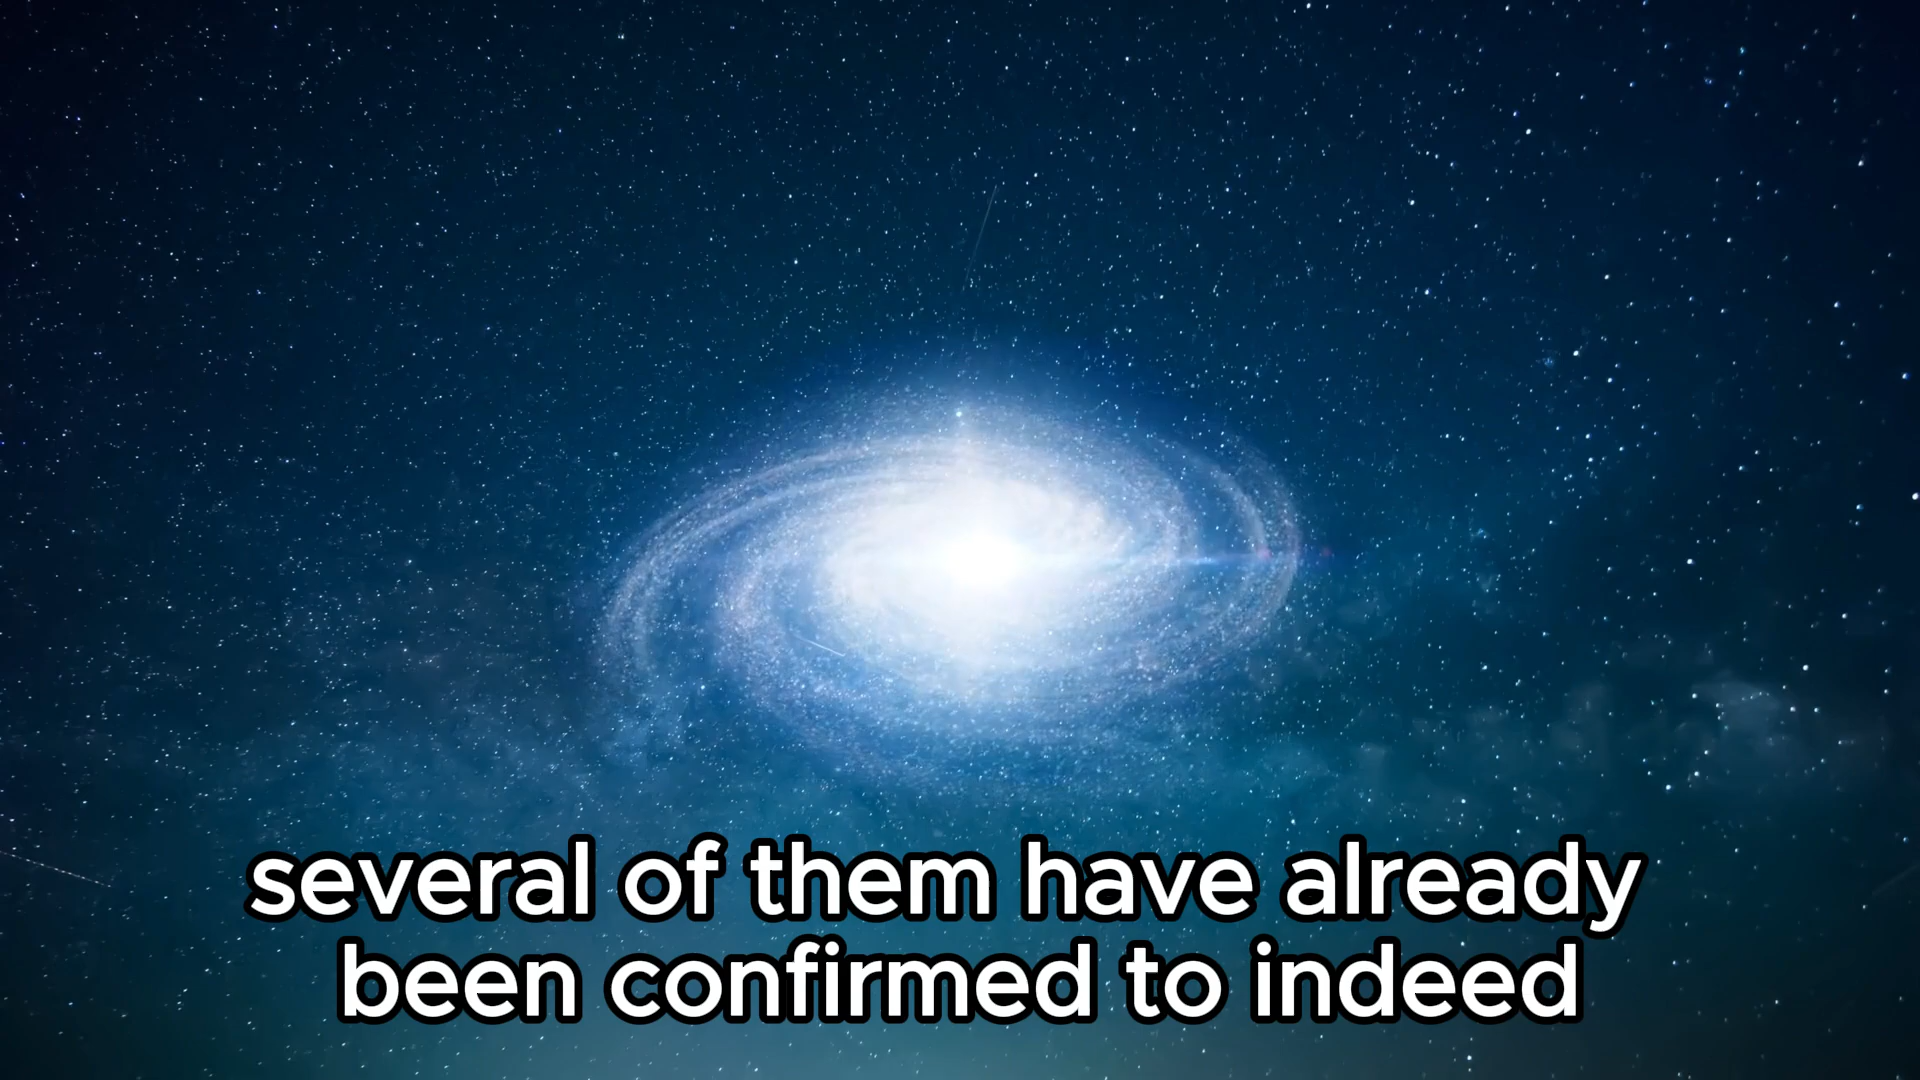 several of them have already
been confirmed to indeed